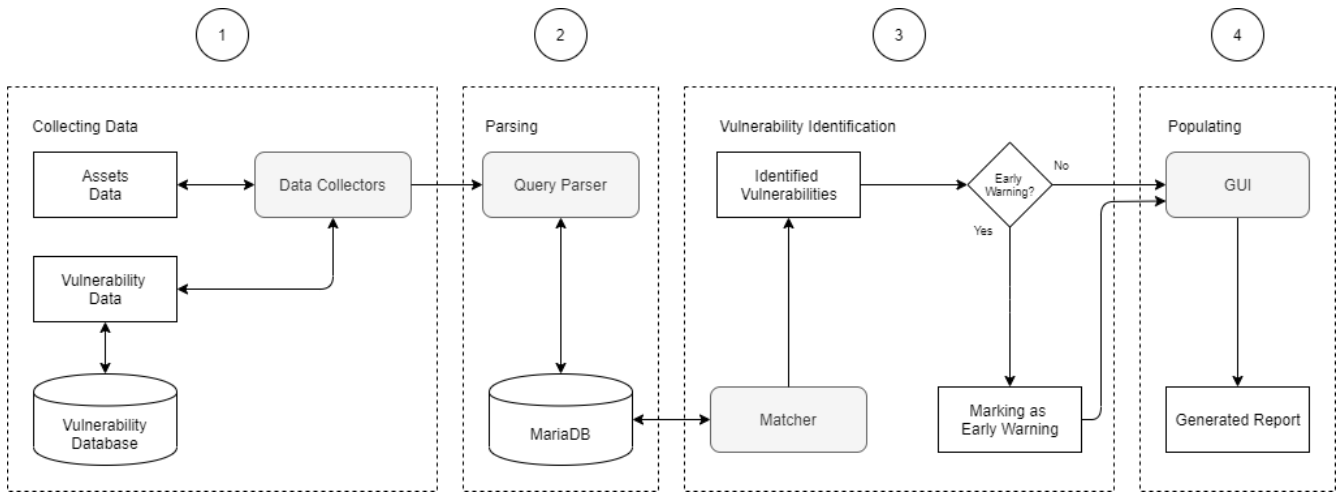 1
2
3
4
Collecting Data
Assets
Data
Data Collectors
Vulnerability
Data
Vulnerability
Database
Parsing
Query Parser
MariaDB
Vulnerability Identification
Identified
Vulnerabilities
Early
Warning?
No
Yes
Matcher
Marking as
Early Warning
Populating
GUI
Generated Report